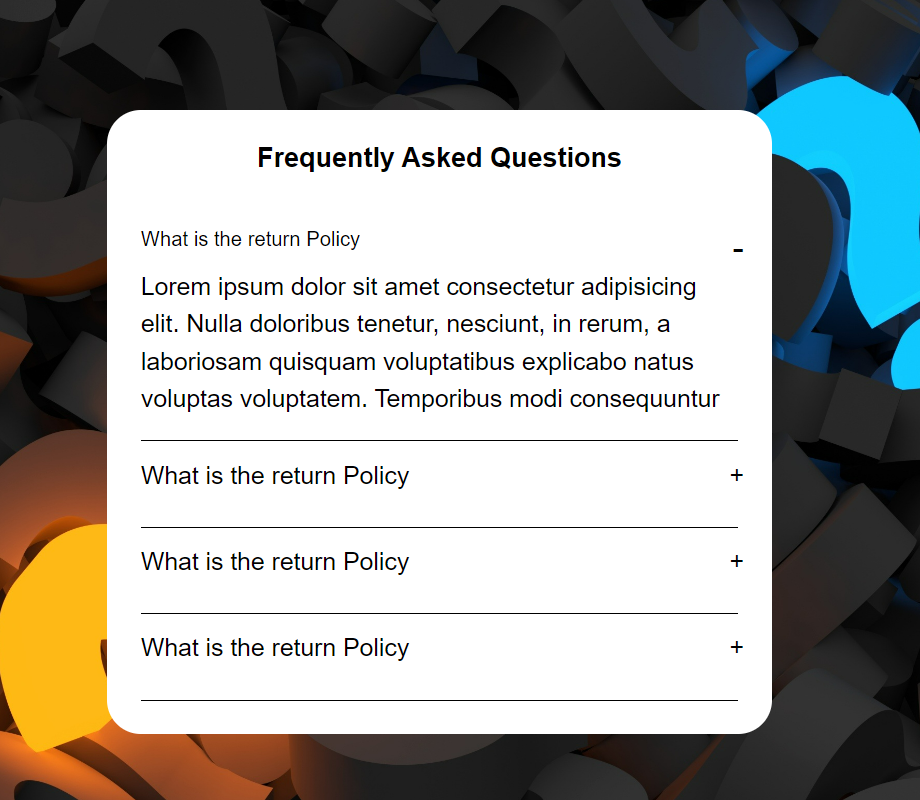 Frequently Asked Questions
What is the return Policy
-
Lorem ipsum dolor sit amet consectetur adipisicing
elit. Nulla doloribus tenetur, nesciunt, in rerum, a
laboriosam quisquam voluptatibus explicabo natus
voluptas voluptatem. Temporibus modi consequuntur
What is the return Policy +
What is the return Policy +
What is the return Policy +